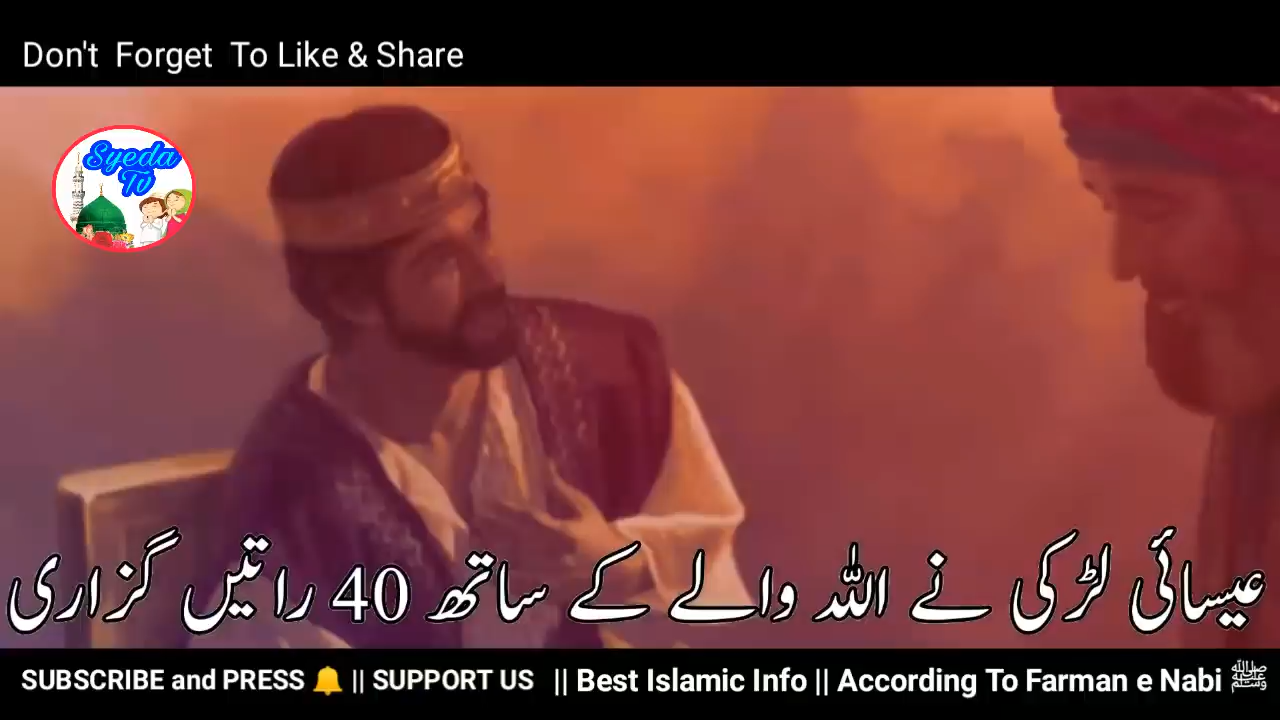 Don't Forget To Like & Share
Syeda
Tv
عیسائی لڑکی نے اللہ والے کے ساتھ 40 راتیں گزاری
SUBSCRIBE and PRESS 🔔 || SUPPORT US || Best Islamic Info || According To Farman e Nabi ﷺ